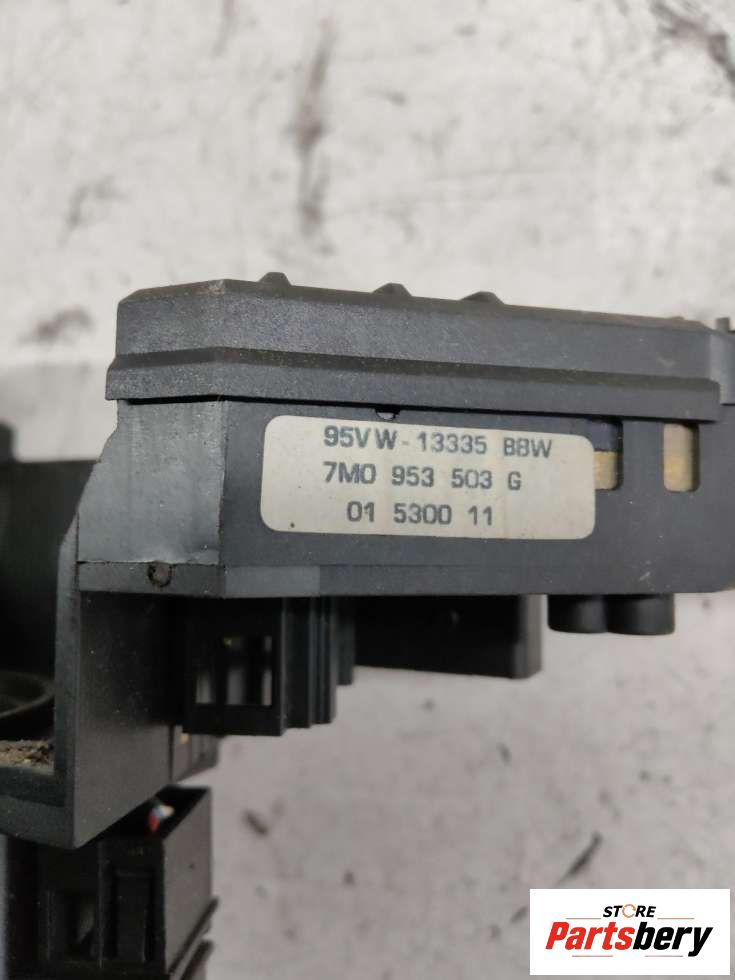 95VW-13335 BBW
7M0 953 503 G
01 5300 11
STORE
Partsbery